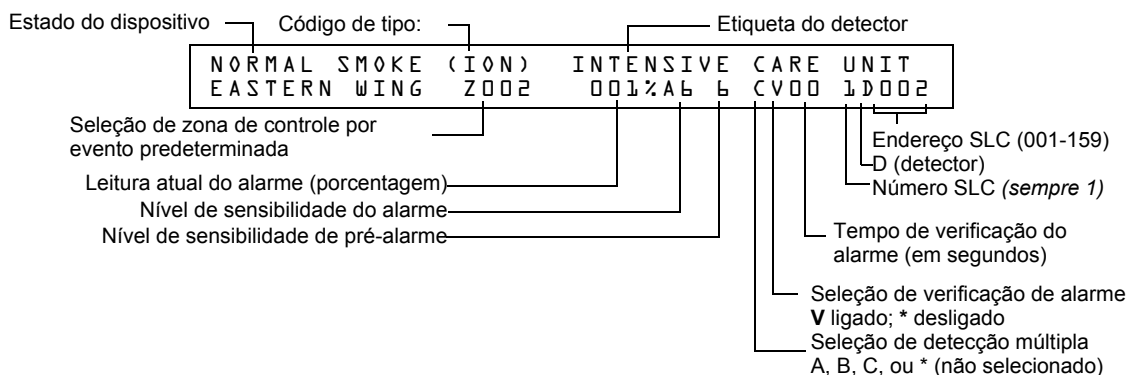 Estado do dispositivo
Código de tipo:
Etiqueta do detector
NORMAL SMOKE (ION) INTENSIVE CARE UNIT
EASTERN WING Z002 001%A6 6 CV00 1D002
Seleção de zona de controle por
evento predeterminada
Leitura atual do alarme (porcentagem)
Nível de sensibilidade do alarme
Nível de sensibilidade de pré-alarme
Endereço SLC (001-159)
D (detector)
Número SLC (sempre 1)
Tempo de verificação do
alarme (em segundos)
Seleção de verificação de alarme
V ligado; * desligado
Seleção de detecção múltipla
A, B, C, ou * (não selecionado)